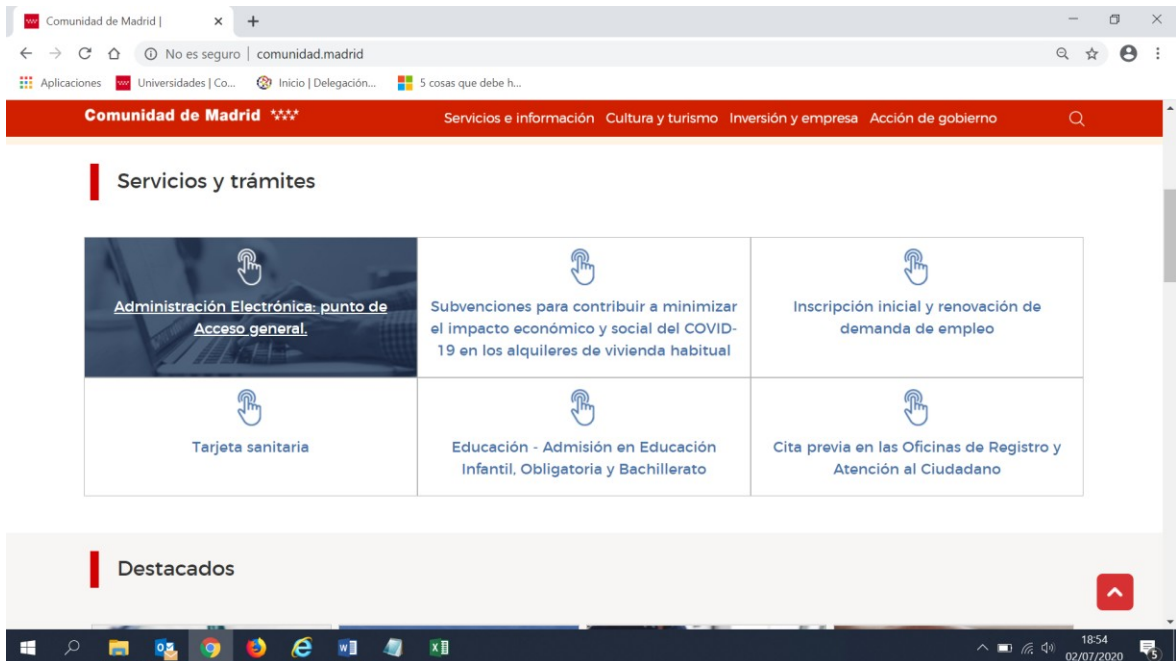 Comunidad de Madrid |
No es seguro | comunidad.madrid
Aplicaciones Universidades | Co... Inicio | Delegación... 5 cosas que debe h...
Comunidad de Madrid Servicios e información Cultura y turismo Inversión y empresa Acción de gobierno
Servicios y trámites
Administración Electrónica: punto de
Acceso general.
Subvenciones para contribuir a minimizar
el impacto económico y social del COVID-
19 en los alquileres de vivienda habitual
Inscripción inicial y renovación de
demanda de empleo
Tarjeta sanitaria
Educación - Admisión en Educación
Infantil, Obligatoria y Bachillerato
Cita previa en las Oficinas de Registro y
Atención al Ciudadano
Destacados
18:54
02/07/2020
5